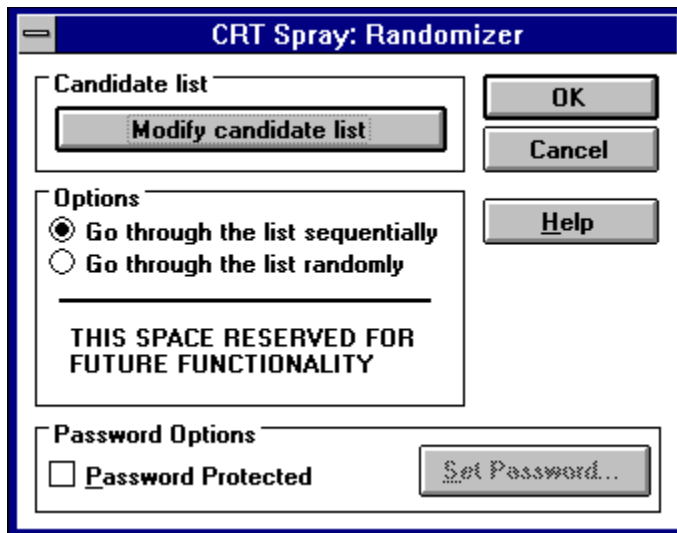 CRT Spray: Randomizer
Candidate list
Modify candidate list
OK
Cancel
Help
Options
Go through the list sequentially
Go through the list randomly
THIS SPACE RESERVED FOR
FUTURE FUNCTIONALITY
Password Options
Password Protected
Set Password...